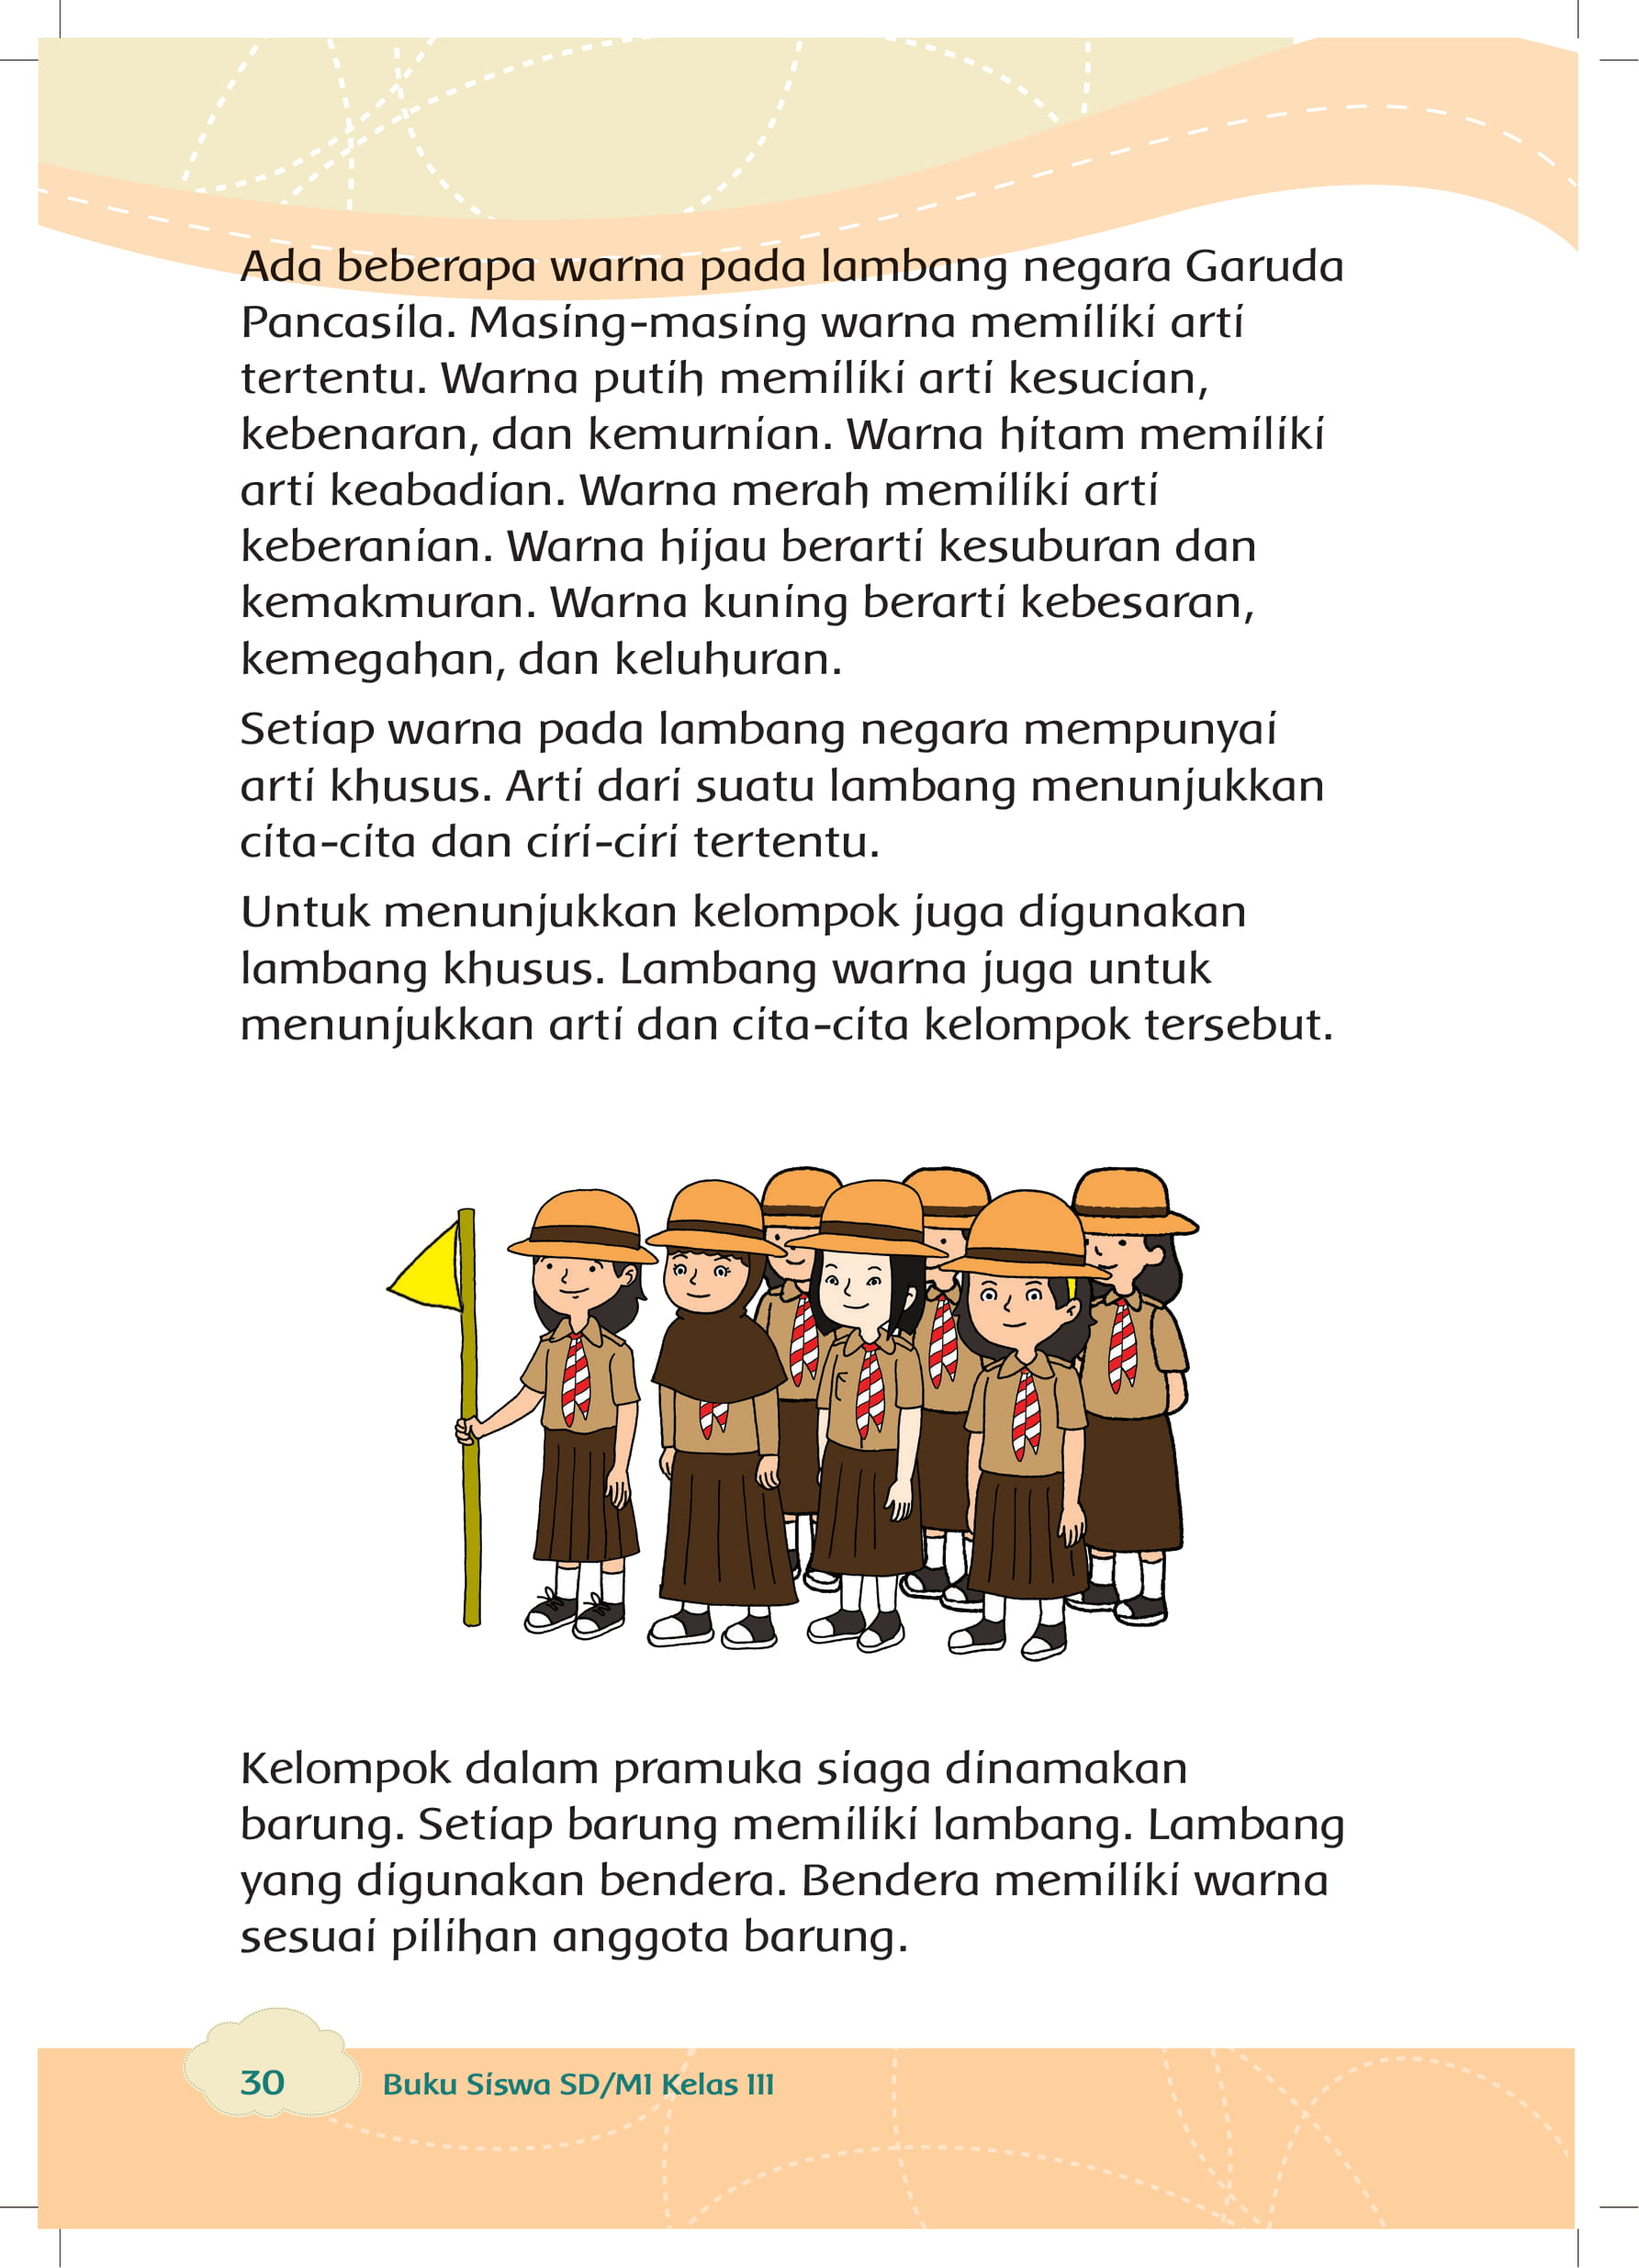 Ada beberapa warna pada lambang negara Garuda
Pancasila. Masing-masing warna memiliki arti
tertentu. Warna putih memiliki arti kesucian,
kebenaran, dan kemurnian. Warna hitam memiliki
arti keabadian. Warna merah memiliki arti
keberanian. Warna hijau berarti kesuburan dan
kemakmuran. Warna kuning berarti kebesaran,
kemegahan, dan keluhuran.
Setiap warna pada lambang negara mempunyai
arti khusus. Arti dari suatu lambang menunjukkan
cita-cita dan ciri-ciri tertentu.
Untuk menunjukkan kelompok juga digunakan
lambang khusus. Lambang warna juga untuk
menunjukkan arti dan cita-cita kelompok tersebut.
Kelompok dalam pramuka siaga dinamakan
barung. Setiap barung memiliki lambang. Lambang
yang digunakan bendera. Bendera memiliki warna
sesuai pilihan anggota barung.
30 Buku Siswa SD/MI Kelas III